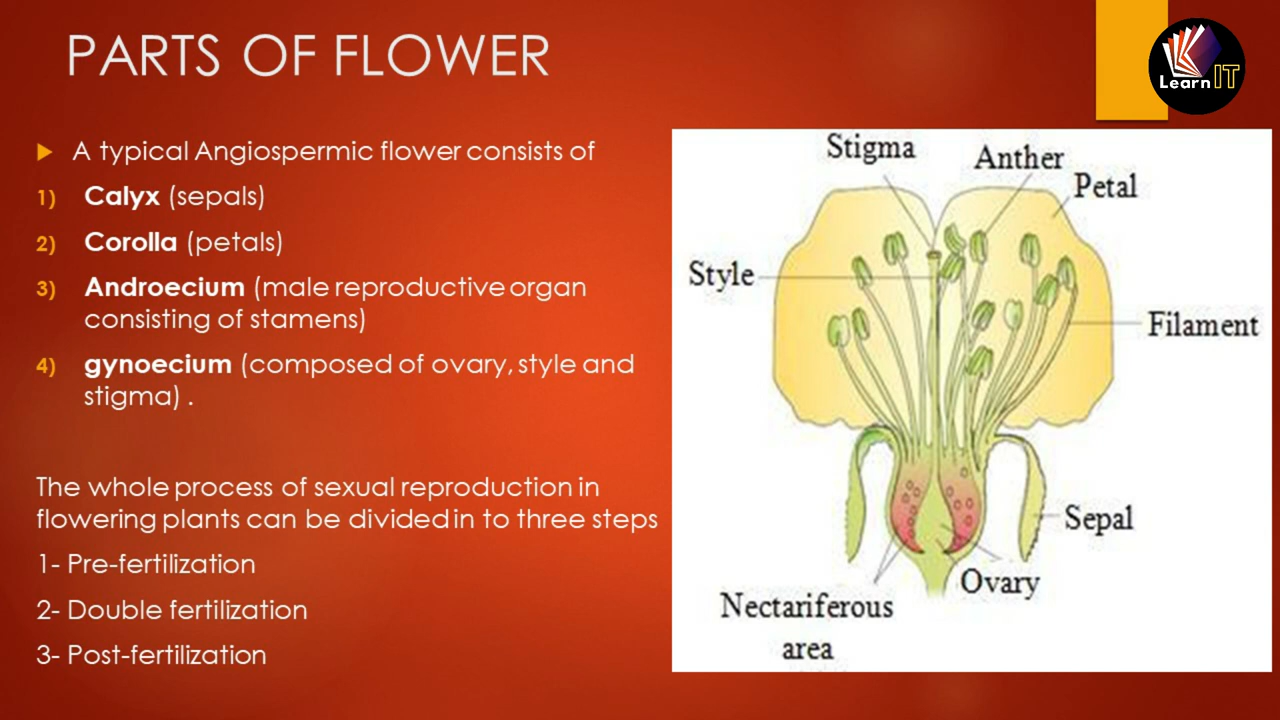 PARTS OF FLOWER
Learn IT
A typical Angiospermic flower consists of
1) Calyx (sepals)
2) Corolla (petals)
3) Androecium (male reproductive organ
consisting of stamens)
4) gynoecium (composed of ovary, style and
stigma) .
The whole process of sexual reproduction in
flowering plants can be divided in to three steps
1- Pre-fertilization
2- Double fertilization
3- Post-fertilization
Stigma
Anther
Petal
Style
Filament
Sepal
Ovary
Nectariferous
area